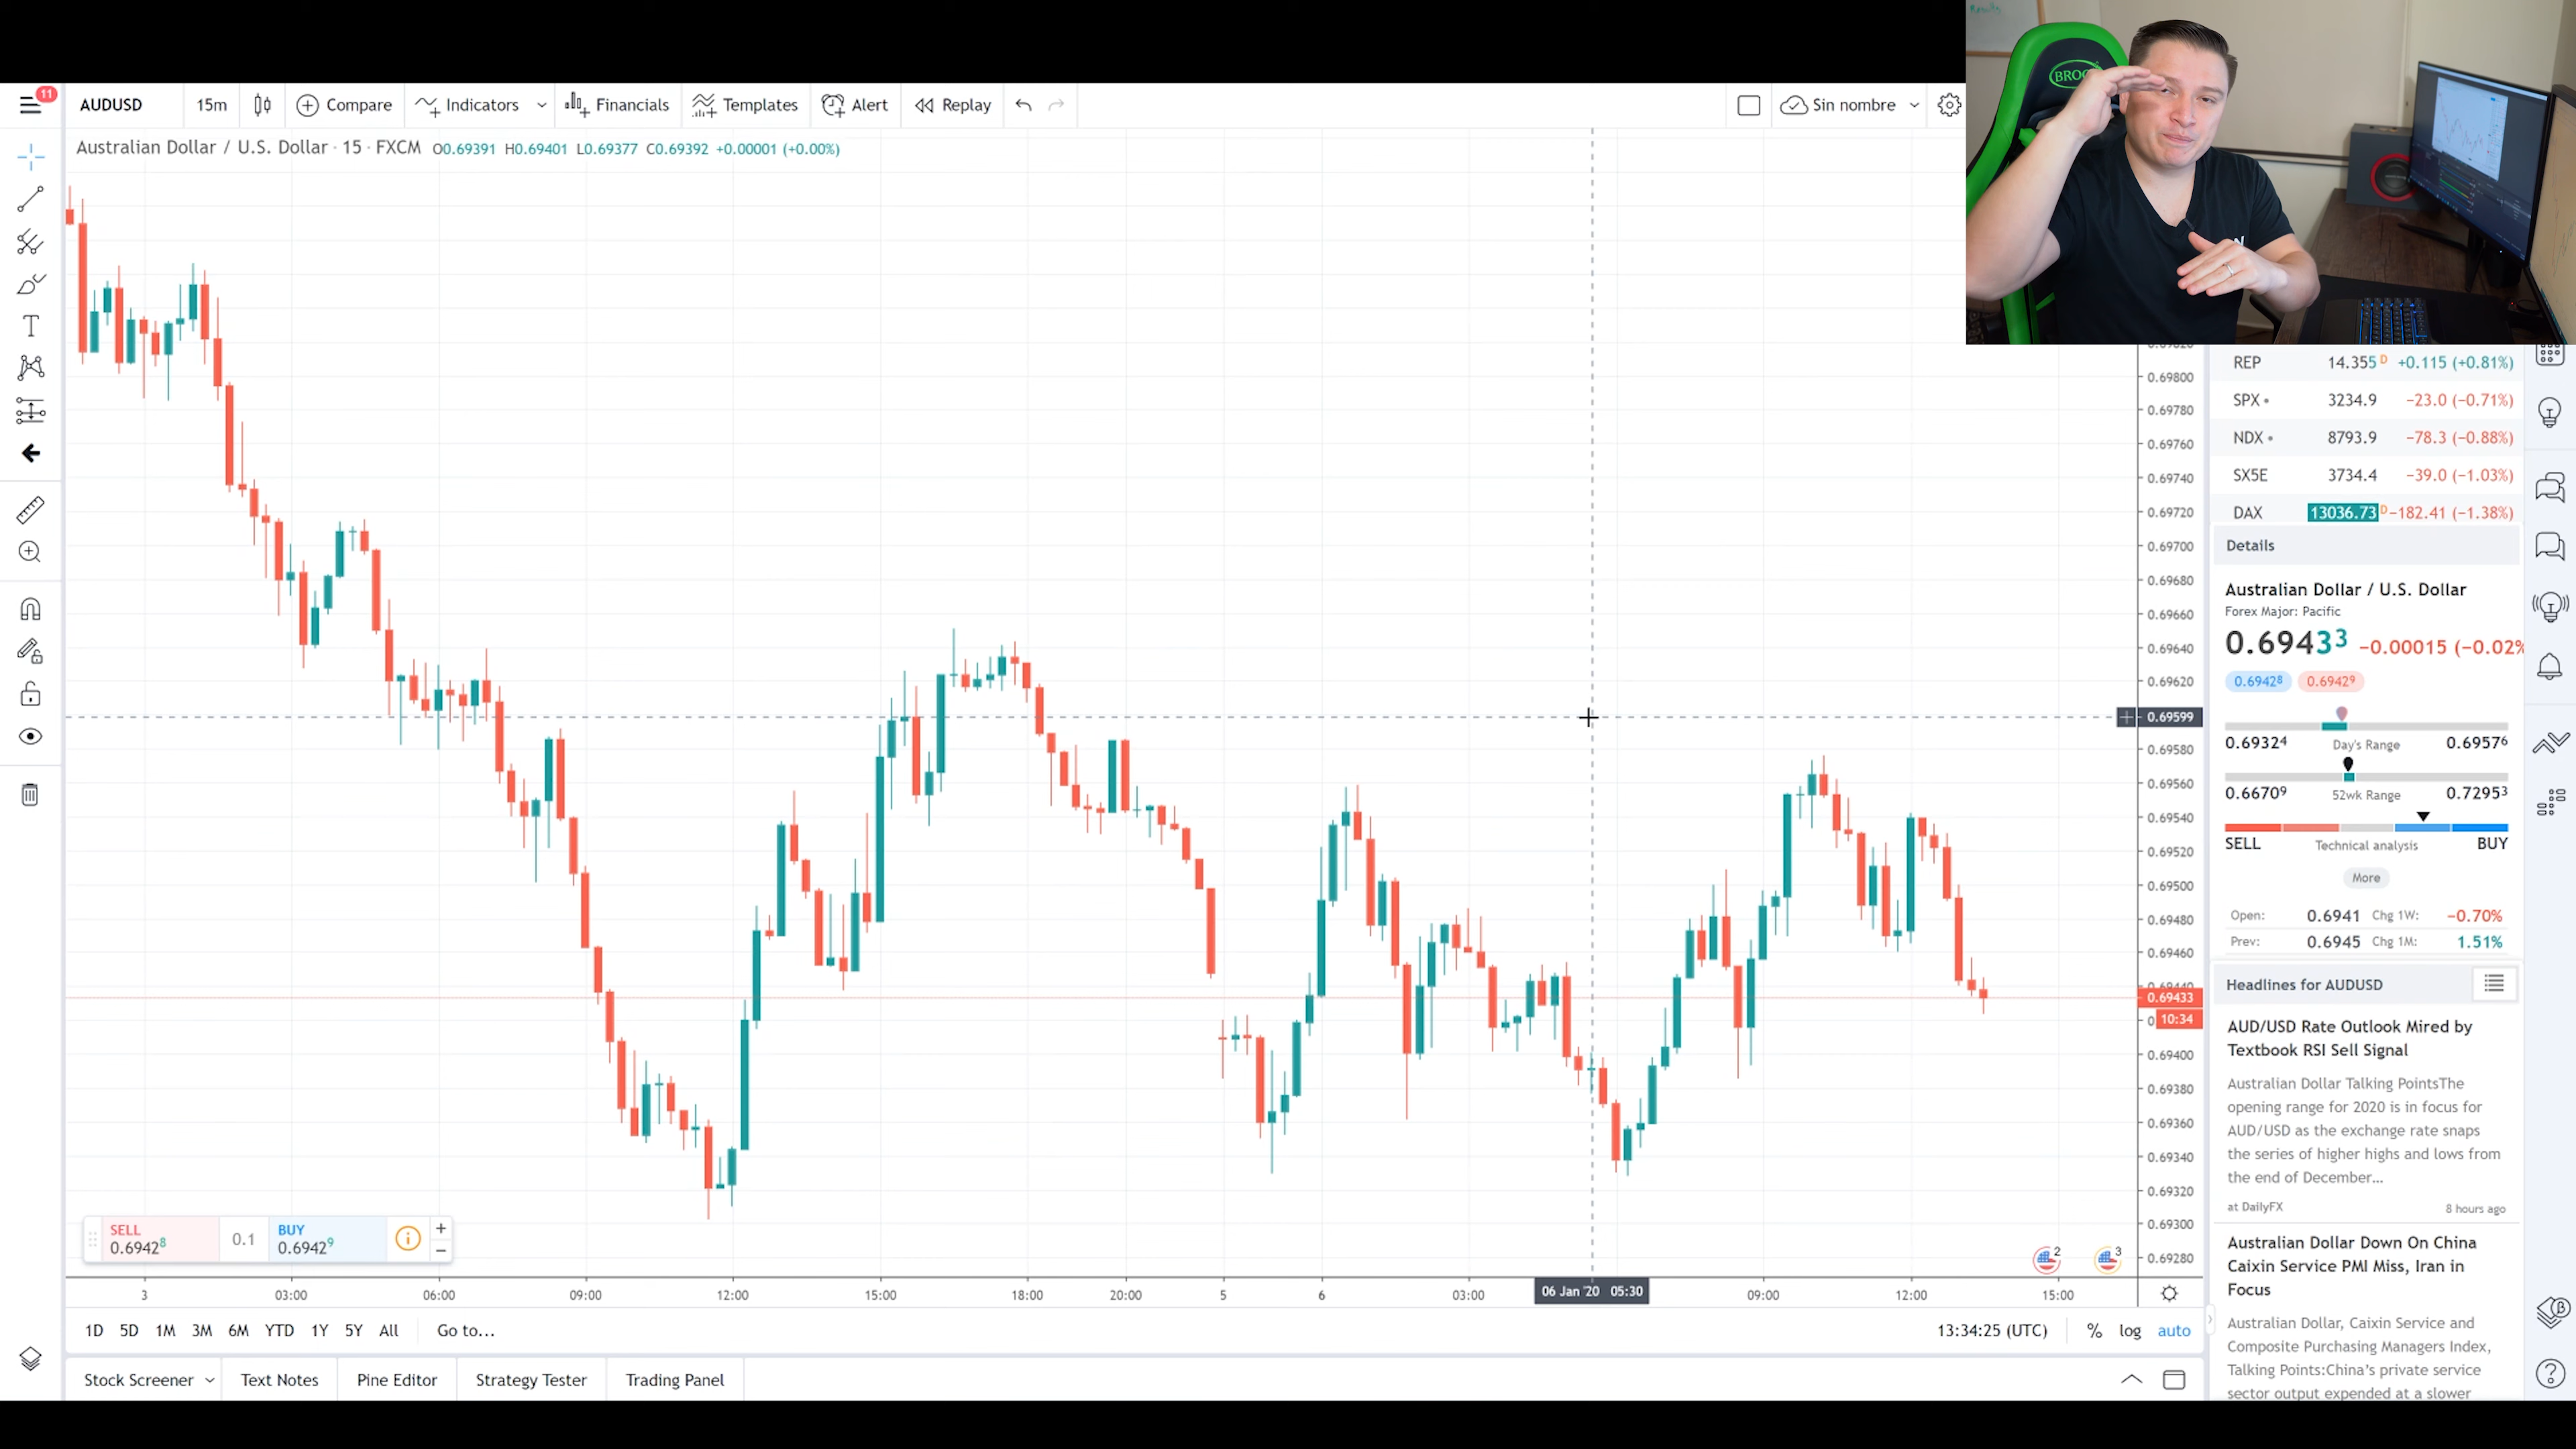 11
AUDUSD 15m Compare Indicators Financials Templates Alert Replay Sin nombre
Australian Dollar / U.S. Dollar · 15 · FXCM O0.69391 H0.69401 L0.69377 C0.69392 +0.00001 (+0.00%)
REP 14.355 D +0.115 (+0.81%)
SPX 3234.9 −23.0 (−0.71%)
NDX 8793.9 −78.3 (−0.88%)
SX5E 3734.4 −39.0 (−1.03%)
DAX 13036.73 D −182.41 (−1.38%)
Details
Australian Dollar / U.S. Dollar
Forex Major: Pacific
0.69433 −0.00015 (−0.02%
0.69428 0.69429
0.69324 Day's Range 0.69576
0.66709 52wk Range 0.72953
SELL Technical analysis BUY
More
Open: 0.6941 Chg 1W: −0.70%
Prev: 0.6945 Chg 1M: 1.51%
Headlines for AUDUSD
AUD/USD Rate Outlook Mired by
Textbook RSI Sell Signal
Australian Dollar Talking PointsThe
opening range for 2020 is in focus for
AUD/USD as the exchange rate snaps
the series of higher highs and lows from
the end of December...
at DailyFX 8 hours ago
Australian Dollar Down On China
Caixin Service PMI Miss, Iran in
Focus
Australian Dollar, Caixin Service and
Composite Purchasing Managers Index,
Talking Points:China's private service
sector output expended at a slower
0.69800
0.69780
0.69760
0.69740
0.69720
0.69700
0.69680
0.69660
0.69640
0.69620
0.69599
0.69580
0.69560
0.69540
0.69520
0.69500
0.69480
0.69460
0.69440
0.69433
10:34
0.69400
0.69380
0.69360
0.69340
0.69320
0.69300
0.69280
SELL 0.1 BUY
0.69428 0.69429
2 3
3 03:00 06:00 09:00 12:00 15:00 18:00 20:00 5 6 03:00 06 Jan '20 05:30 09:00 12:00 15:00
1D 5D 1M 3M 6M YTD 1Y 5Y All Go to... 13:34:25 (UTC) % log auto
Stock Screener Text Notes Pine Editor Strategy Tester Trading Panel